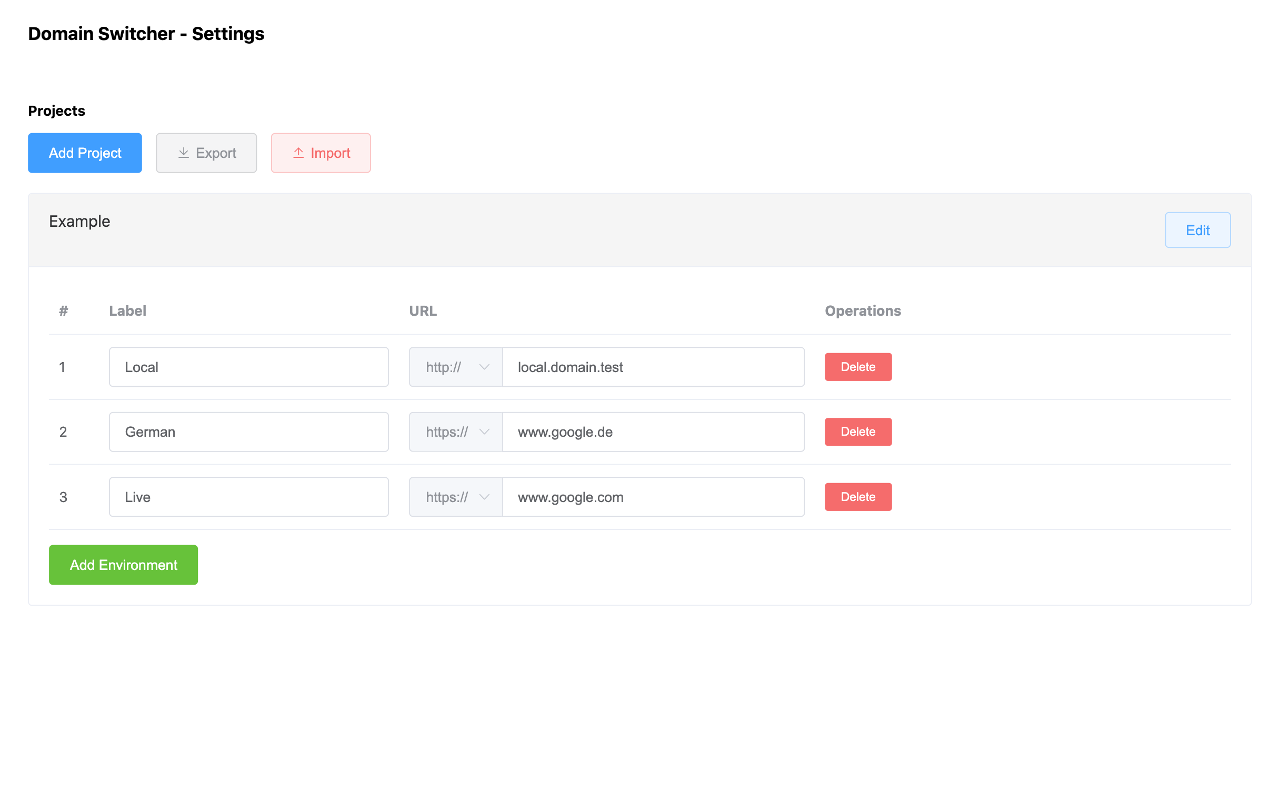 Domain Switcher - Settings
Projects
Add Project Export Import
Example Edit
# Label URL Operations
1 Local http:// local.domain.test Delete
2 German https:// www.google.de Delete
3 Live https:// www.google.com Delete
Add Environment